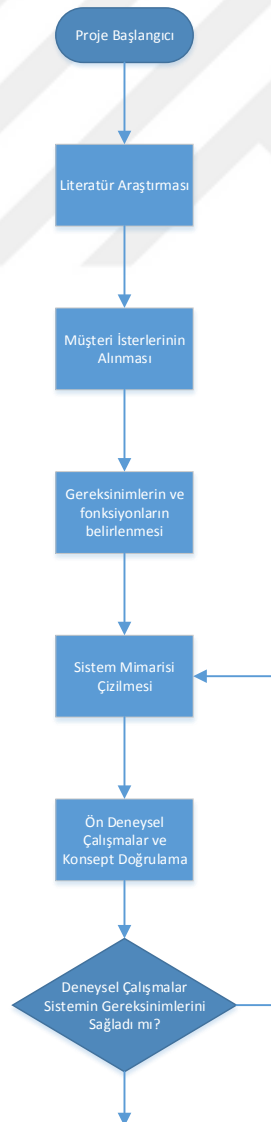 Proje Başlangıcı
Literatür Araştırması
Müşteri İsterlerinin
Alınması
Gereksinimlerin ve
fonksiyonların
belirlenmesi
Sistem Mimarisi
Çizilmesi
Ön Deneysel
Çalışmalar ve
Konsept Doğrulama
Deneysel Çalışmalar
Sistemin Gereksinimlerini
Sağladı mı?